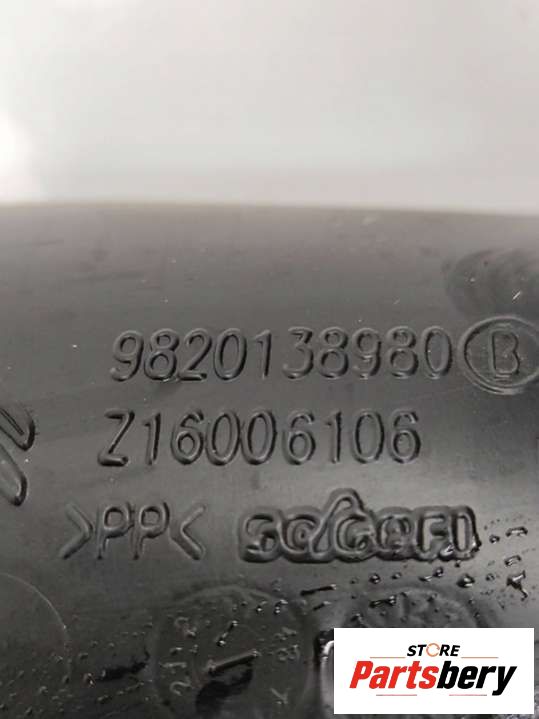 9820138980 B
Z16006106
>PP< SOGEFI
STORE
Partsbery